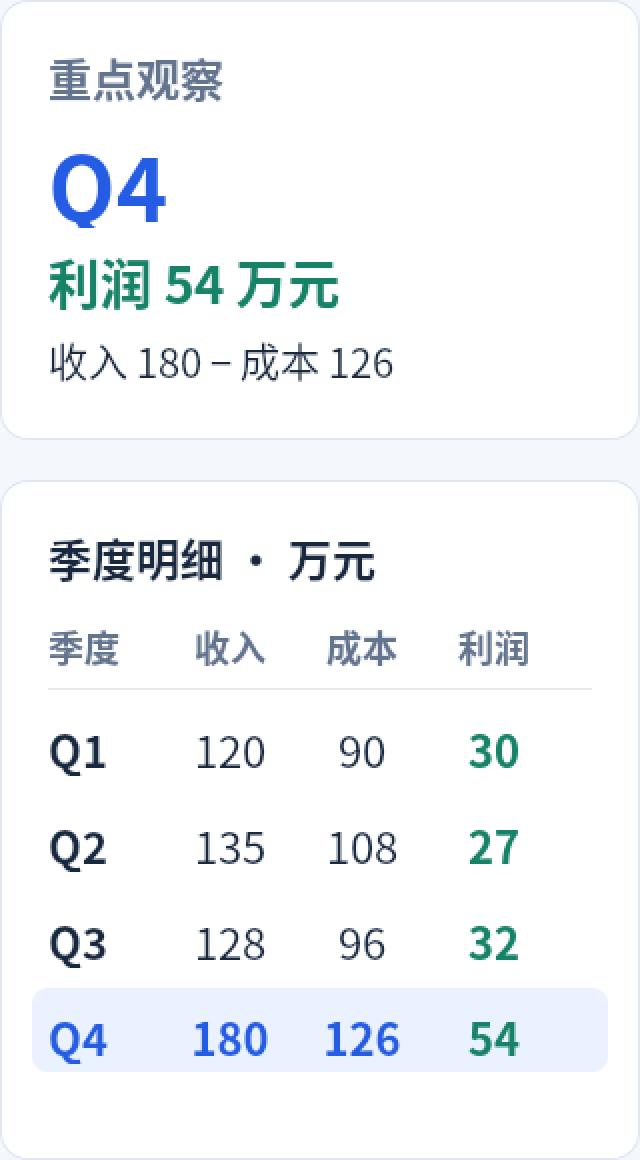 重点观察
Q4
利润 54 万元
收入 180 − 成本 126
季度明细 · 万元
季度 收入 成本 利润
Q1 120 90 30
Q2 135 108 27
Q3 128 96 32
Q4 180 126 54